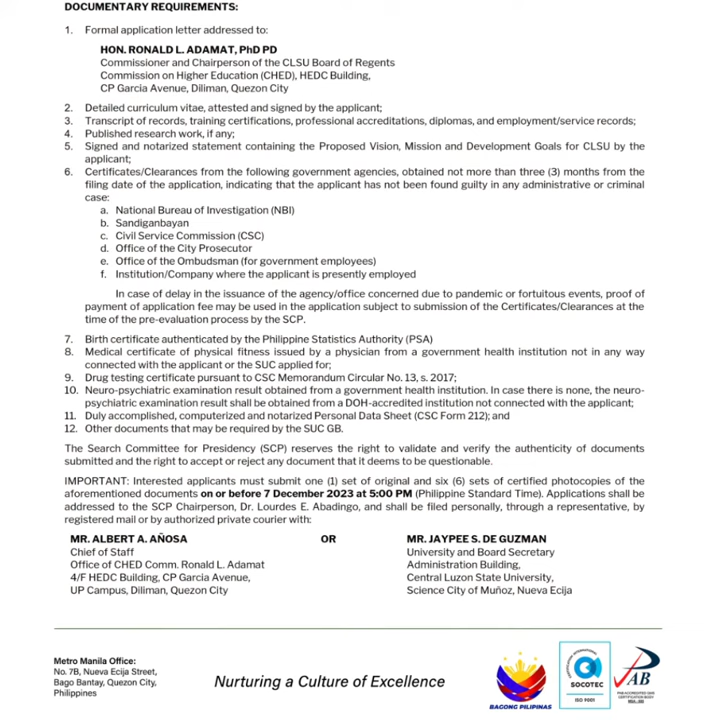 DOCUMENTARY REQUIREMENTS:
1. Formal application letter addressed to:
HON. RONALD L. ADAMAT, PhD PD
Commissioner and Chairperson of the CLSU Board of Regents
Commission on Higher Education (CHED), HEDC Building,
CP Garcia Avenue, Diliman, Quezon City
2. Detailed curriculum vitae, attested and signed by the applicant;
3. Transcript of records, training certifications, professional accreditations, diplomas, and employment/service records;
4. Published research work, if any;
5. Signed and notarized statement containing the Proposed Vision, Mission and Development Goals for CLSU by the
applicant;
6. Certificates/Clearances from the following government agencies, obtained not more than three (3) months from the
filing date of the application, indicating that the applicant has not been found guilty in any administrative or criminal
case:
a. National Bureau of Investigation (NBI)
b. Sandiganbayan
c. Civil Service Commission (CSC)
d. Office of the City Prosecutor
e. Office of the Ombudsman (for government employees)
f. Institution/Company where the applicant is presently employed
In case of delay in the issuance of the agency/office concerned due to pandemic or fortuitous events, proof of
payment of application fee may be used in the application subject to submission of the Certificates/Clearances at the
time of the pre-evaluation process by the SCP.
7. Birth certificate authenticated by the Philippine Statistics Authority (PSA)
8. Medical certificate of physical fitness issued by a physician from a government health institution not in any way
connected with the applicant or the SUC applied for;
9. Drug testing certificate pursuant to CSC Memorandum Circular No. 13, s. 2017;
10. Neuro-psychiatric examination result obtained from a government health institution. In case there is none, the neuro-
psychiatric examination result shall be obtained from a DOH-accredited institution not connected with the applicant;
11. Duly accomplished, computerized and notarized Personal Data Sheet (CSC Form 212); and
12. Other documents that may be required by the SUC GB.
The Search Committee for Presidency (SCP) reserves the right to validate and verify the authenticity of documents
submitted and the right to accept or reject any document that it deems to be questionable.
IMPORTANT: Interested applicants must submit one (1) set of original and six (6) sets of certified photocopies of the
aforementioned documents on or before 7 December 2023 at 5:00 PM (Philippine Standard Time). Applications shall be
addressed to the SCP Chairperson, Dr. Lourdes E. Abadingo, and shall be filed personally, through a representative, by
registered mail or by authorized private courier with:
MR. ALBERT A. AÑOSA
Chief of Staff
Office of CHED Comm. Ronald L. Adamat
4/F HEDC Building, CP Garcia Avenue,
UP Campus, Diliman, Quezon City
OR
MR. JAYPEE S. DE GUZMAN
University and Board Secretary
Administration Building,
Central Luzon State University,
Science City of Muñoz, Nueva Ecija
Metro Manila Office:
No. 7B, Nueva Ecija Street,
Bago Bantay, Quezon City,
Philippines
Nurturing a Culture of Excellence
BAGONG PILIPINAS
SOCOTEC
ISO 9001
PAB